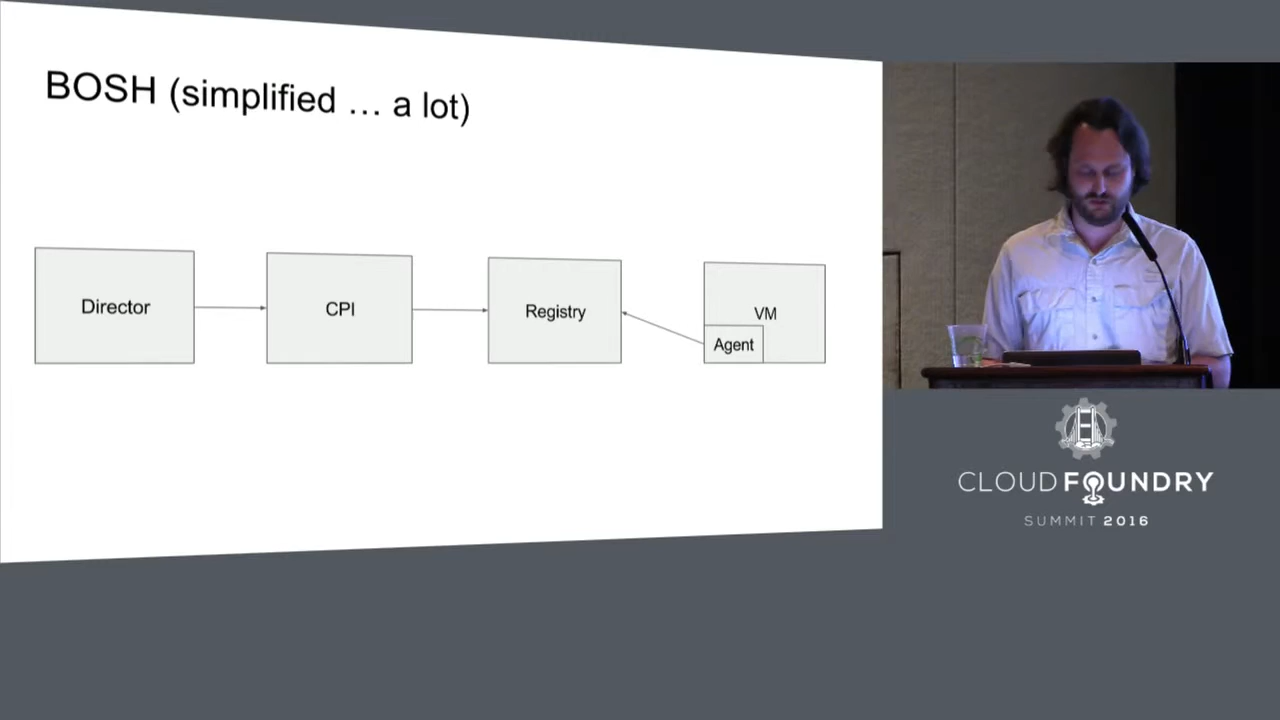 BOSH (simplified … a lot)
Director
CPI
Registry
VM
Agent
CLOUD FOUNDRY
SUMMIT 2016